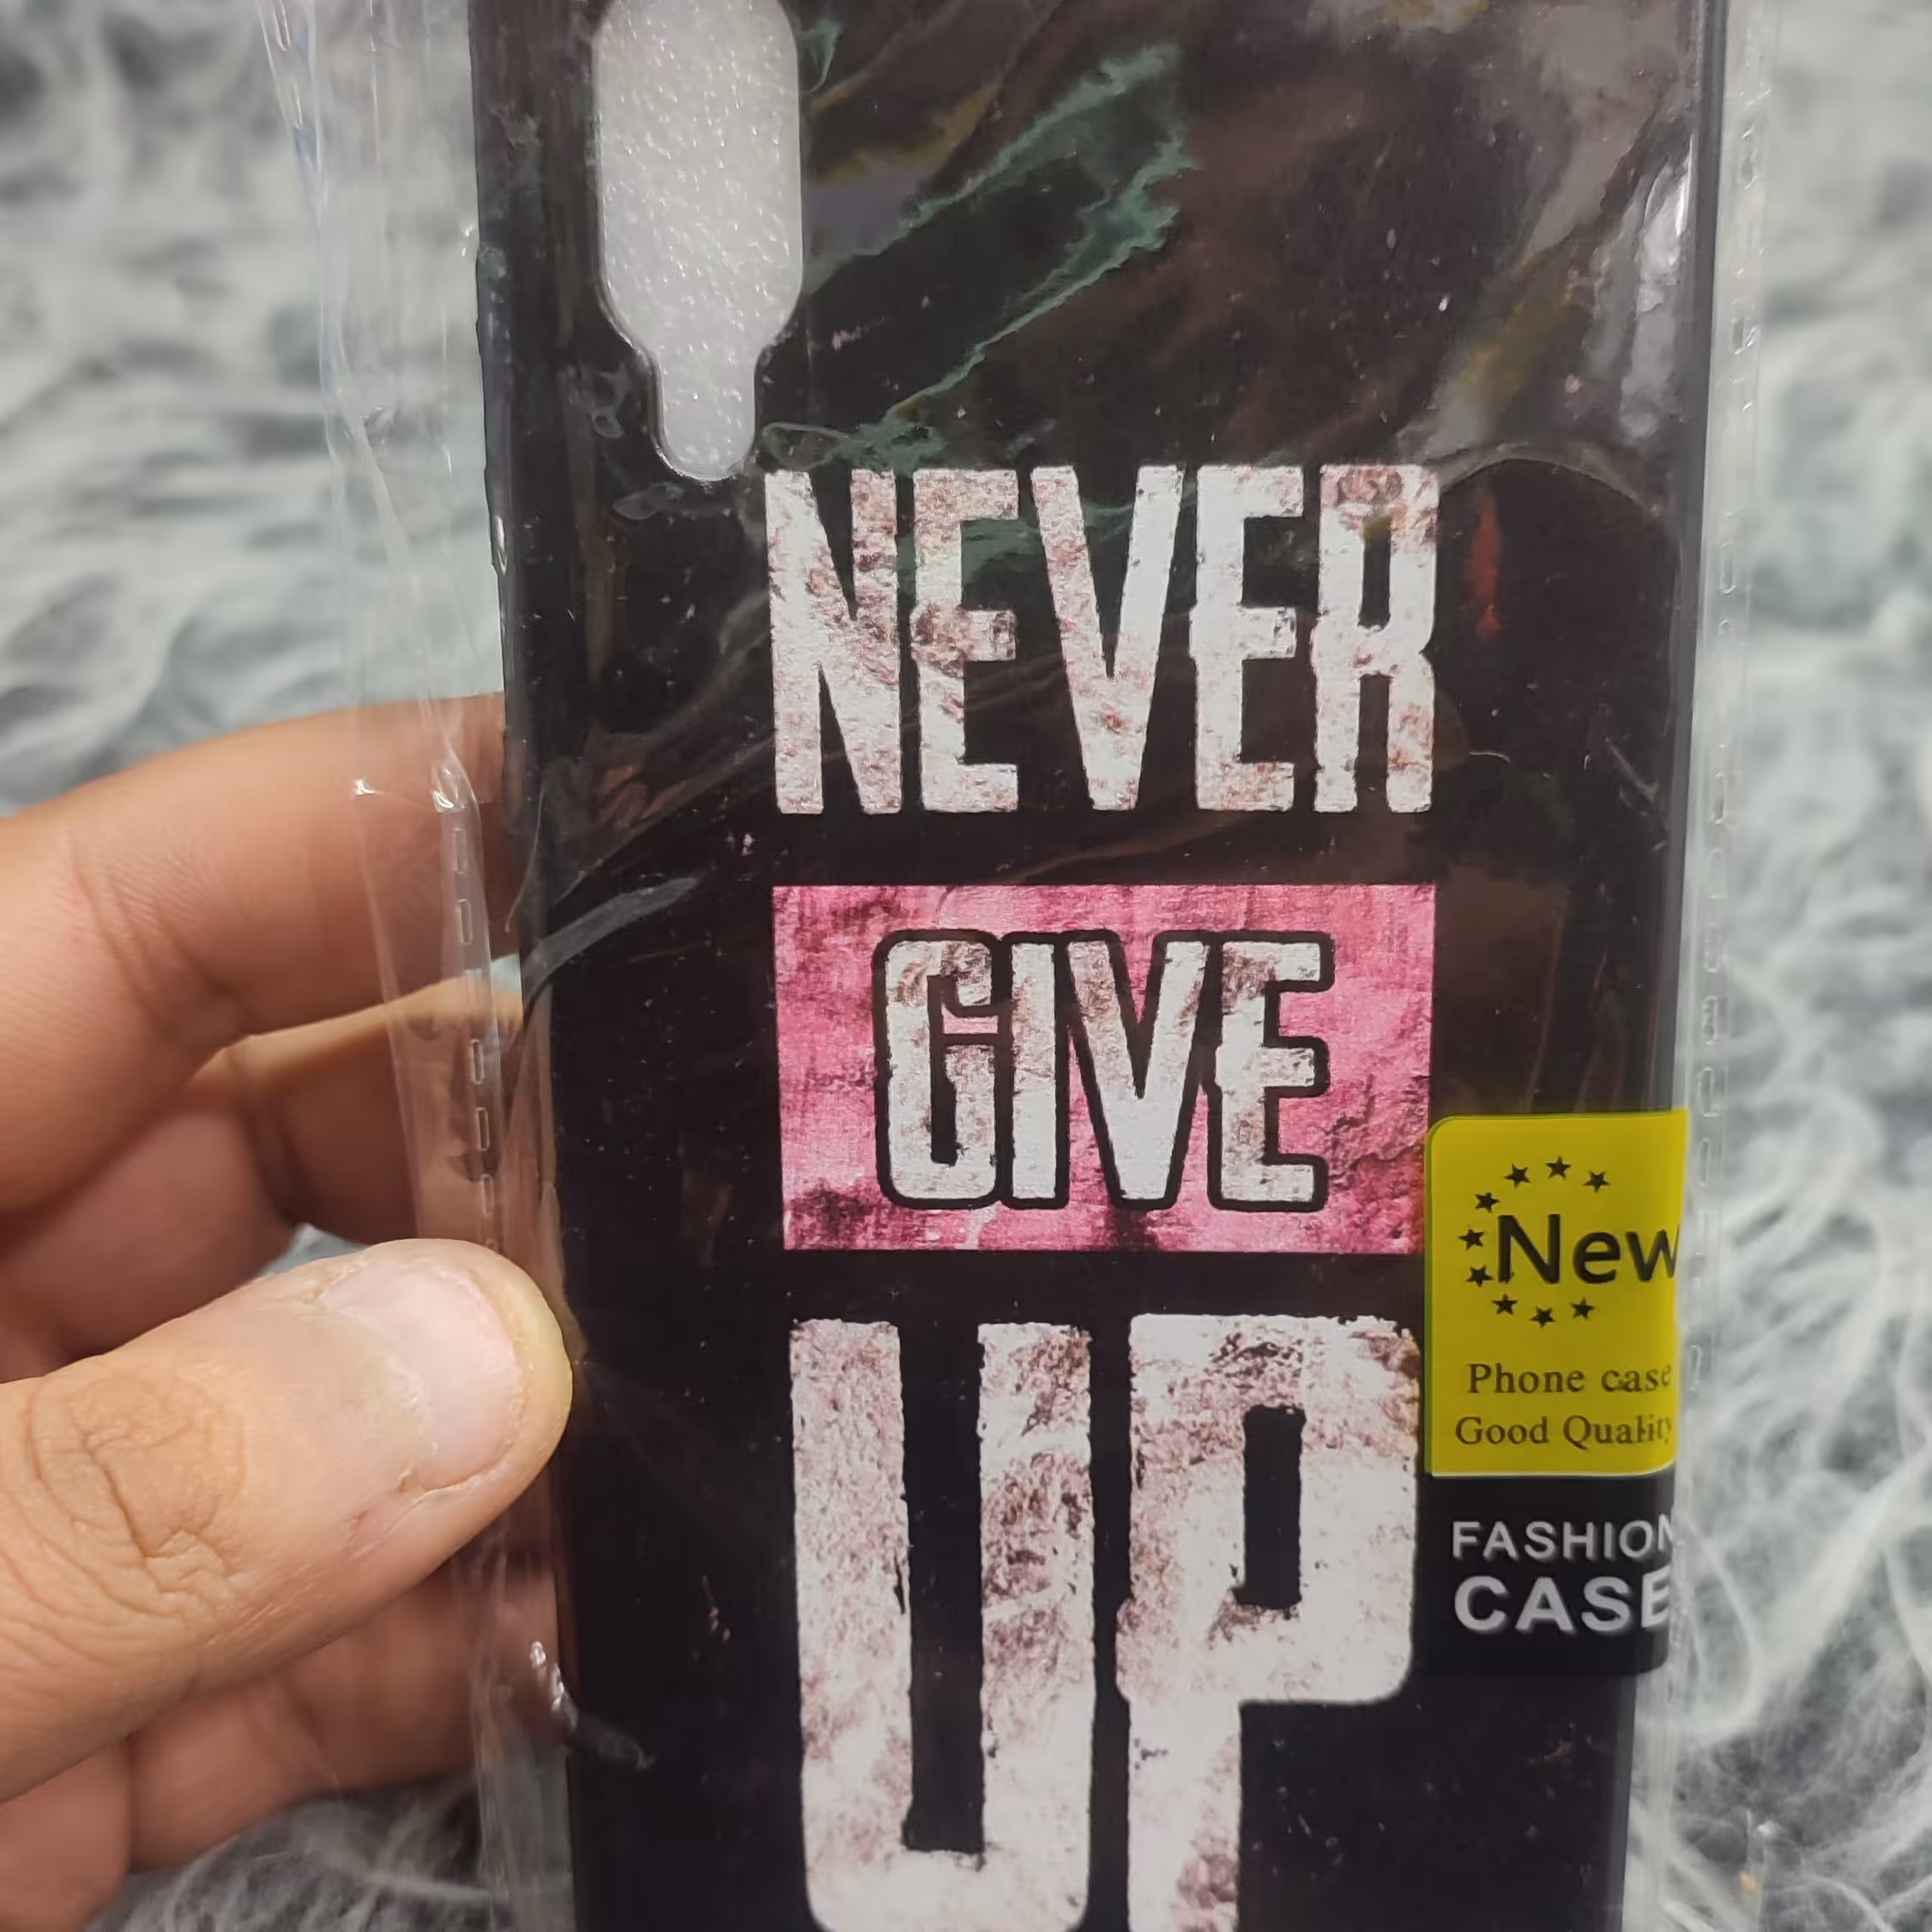 NEVER
GIVE
UP
New
Phone case
Good Quality
FASHION
CASE